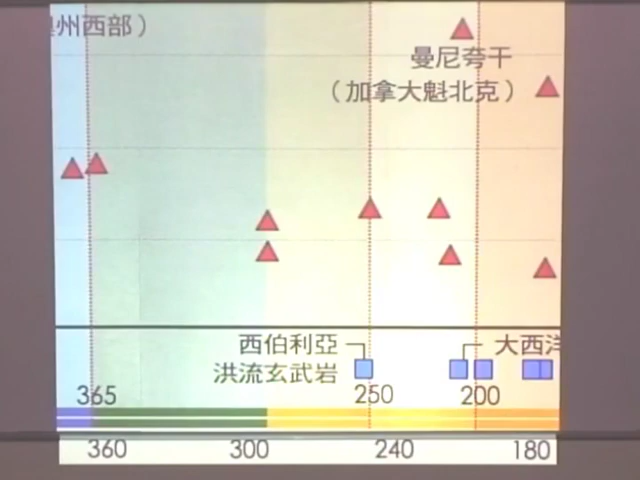 州西部）
曼尼夸干
（加拿大魁北克）
西伯利亞
洪流玄武岩
大西洋
365
250
200
360
300
240
180